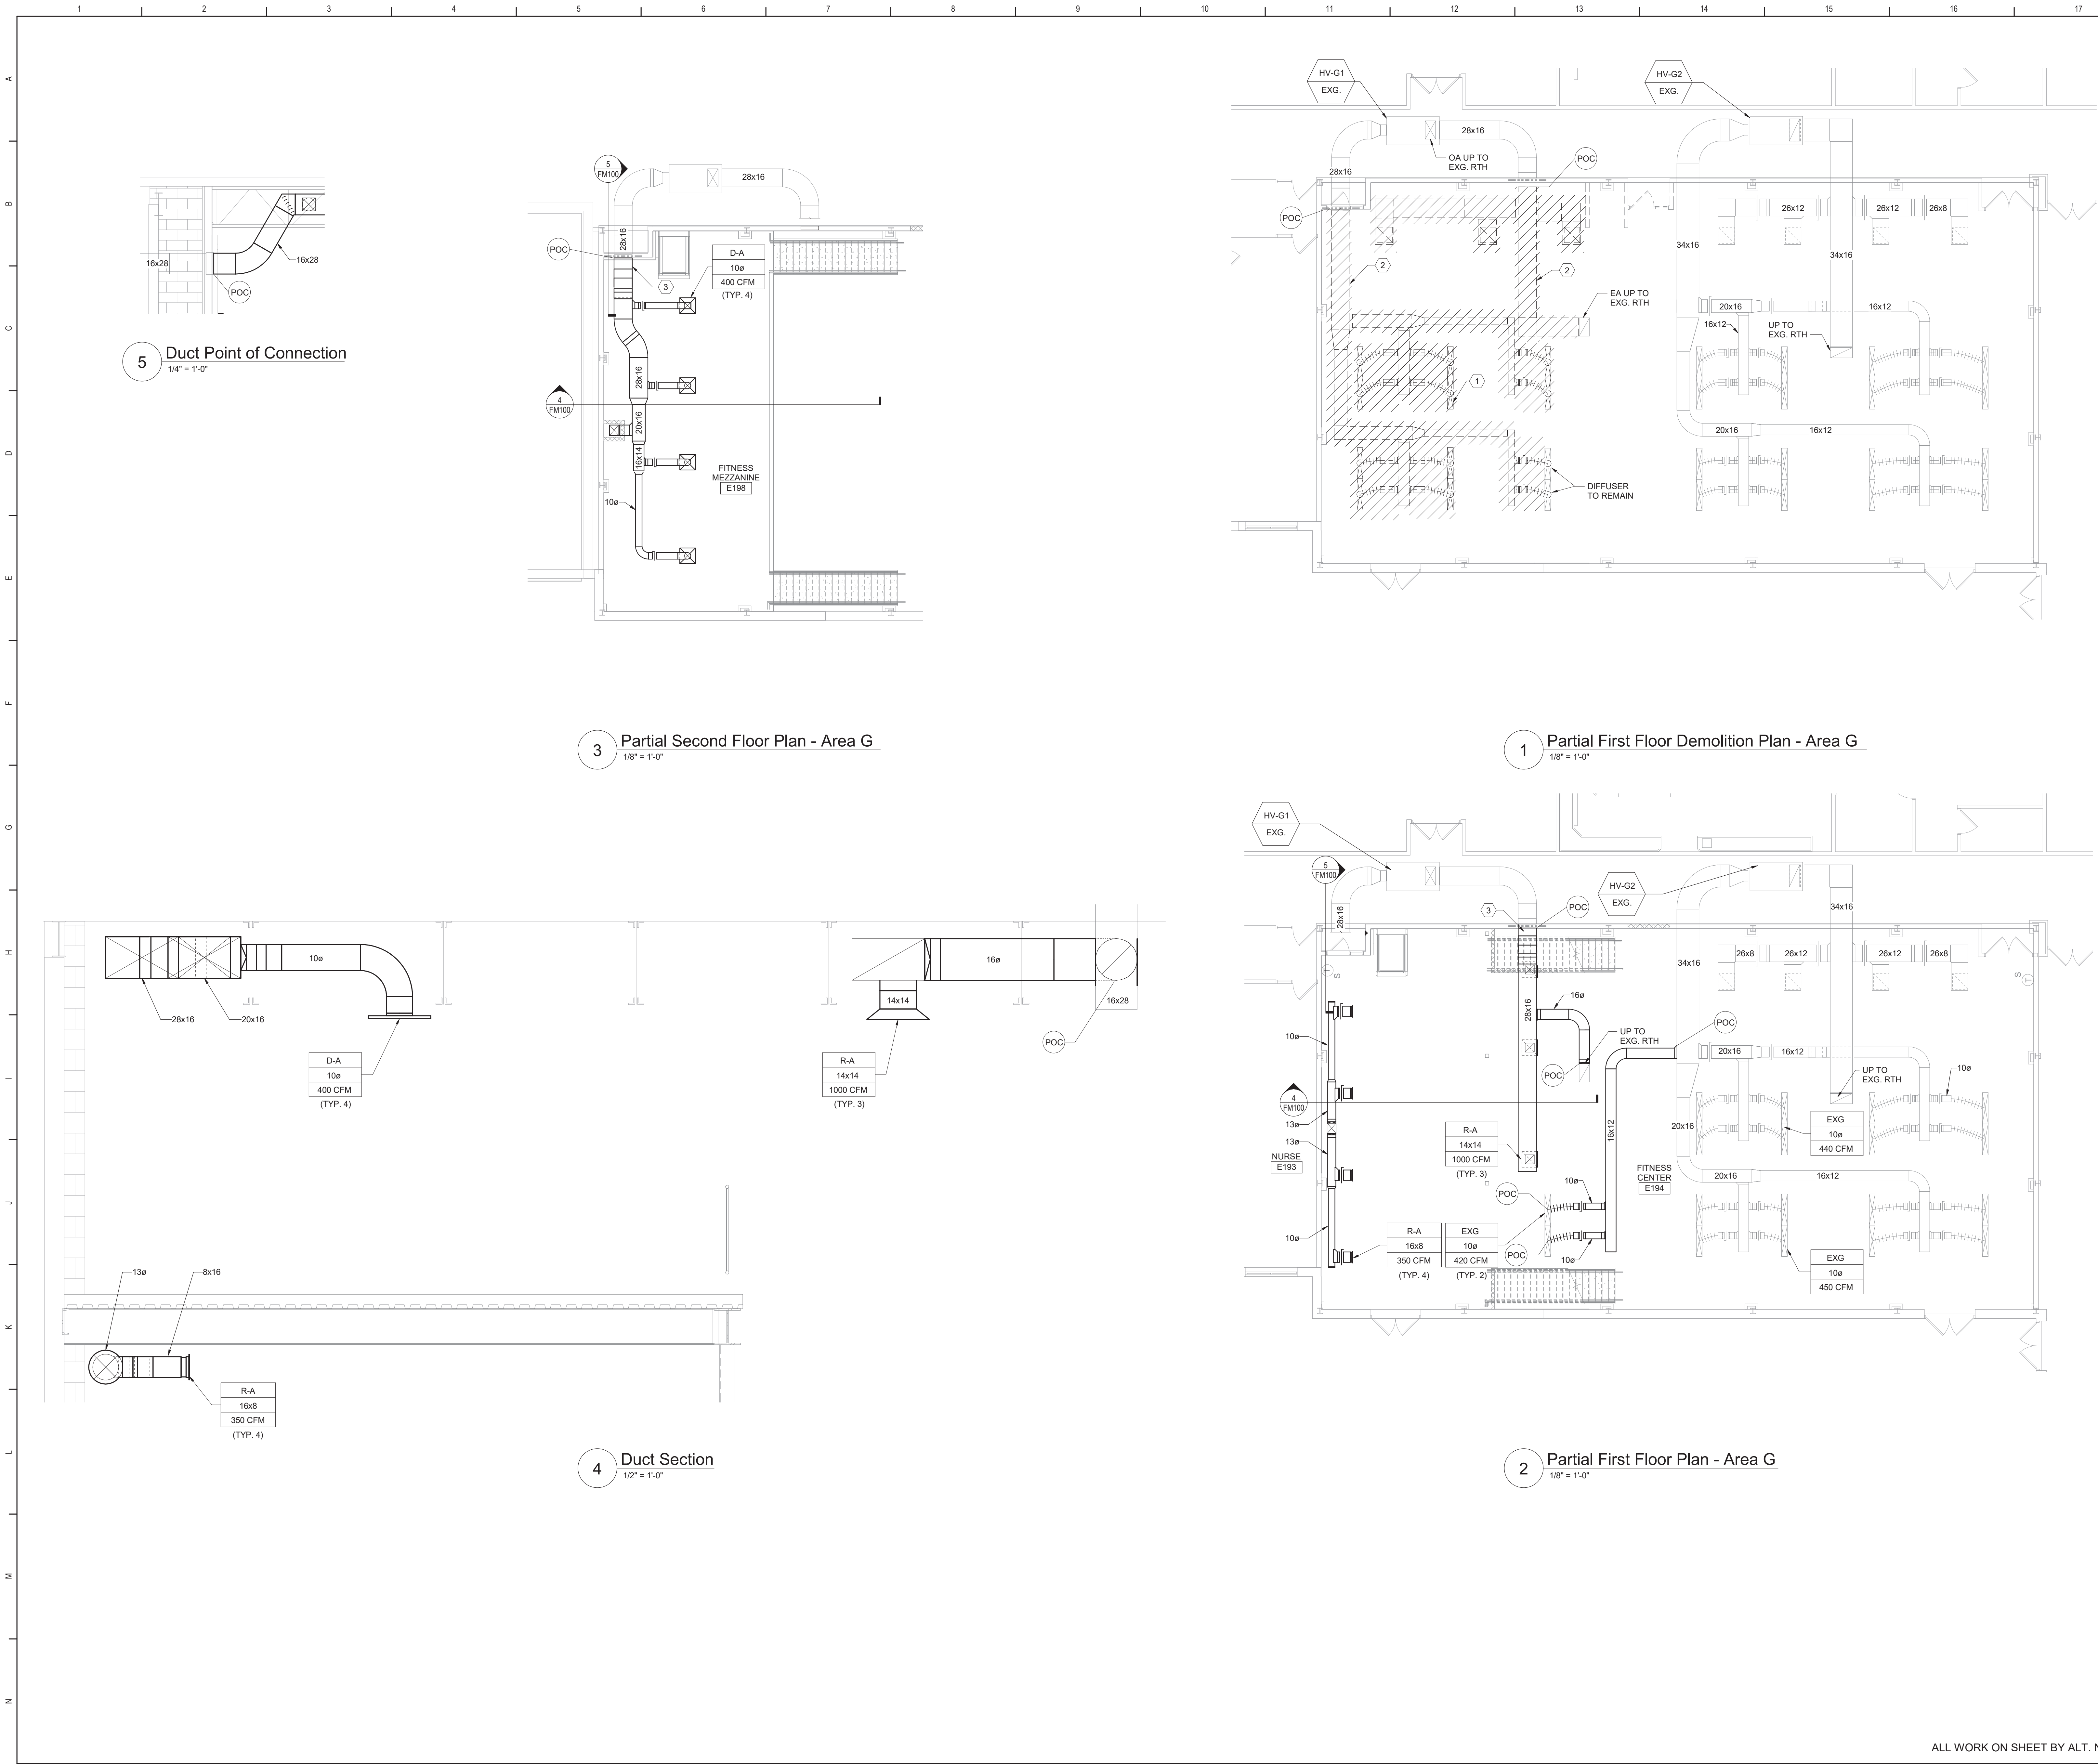 1 2 3 4 5 6 7 8 9 10 11 12 13 14 15 16 17
A
B
C
D
E
F
G
H
I
J
K
L
M
N
16x28
16x28
POC
5
Duct Point of Connection
1/4" = 1'-0"
5
FM100
28x16
28x16
POC
3
D-A
10ø
400 CFM
(TYP. 4)
28x16
4
FM100
20x16
16x14
10ø
FITNESS
MEZZANINE
E198
3
Partial Second Floor Plan - Area G
1/8" = 1'-0"
HV-G1
EXG.
HV-G2
EXG.
28x16
OA UP TO
EXG. RTH
POC
28x16
POC
26x12
26x12
26x8
34x16
34x16
2
2
EA UP TO
EXG. RTH
20x16
16x12
16x12
UP TO
EXG. RTH
1
20x16
16x12
DIFFUSER
TO REMAIN
1
Partial First Floor Demolition Plan - Area G
1/8" = 1'-0"
10ø
28x16
20x16
D-A
10ø
400 CFM
(TYP. 4)
16ø
14x14
16x28
POC
R-A
14x14
1000 CFM
(TYP. 3)
13ø
8x16
R-A
16x8
350 CFM
(TYP. 4)
4
Duct Section
1/2" = 1'-0"
HV-G1
EXG.
5
FM100
HV-G2
EXG.
28x16
3
POC
34x16
34x16
26x8
26x12
26x12
26x8
T
S
S
T
16ø
28x16
10ø
UP TO
EXG. RTH
POC
POC
20x16
16x12
UP TO
EXG. RTH
10ø
4
FM100
13ø
13ø
NURSE
E193
R-A
14x14
1000 CFM
(TYP. 3)
16x12
20x16
EXG
10ø
440 CFM
FITNESS
CENTER
E194
20x16
16x12
10ø
POC
10ø
R-A
16x8
350 CFM
(TYP. 4)
EXG
10ø
420 CFM
(TYP. 2)
POC
10ø
EXG
10ø
450 CFM
2
Partial First Floor Plan - Area G
1/8" = 1'-0"
ALL WORK ON SHEET BY ALT.